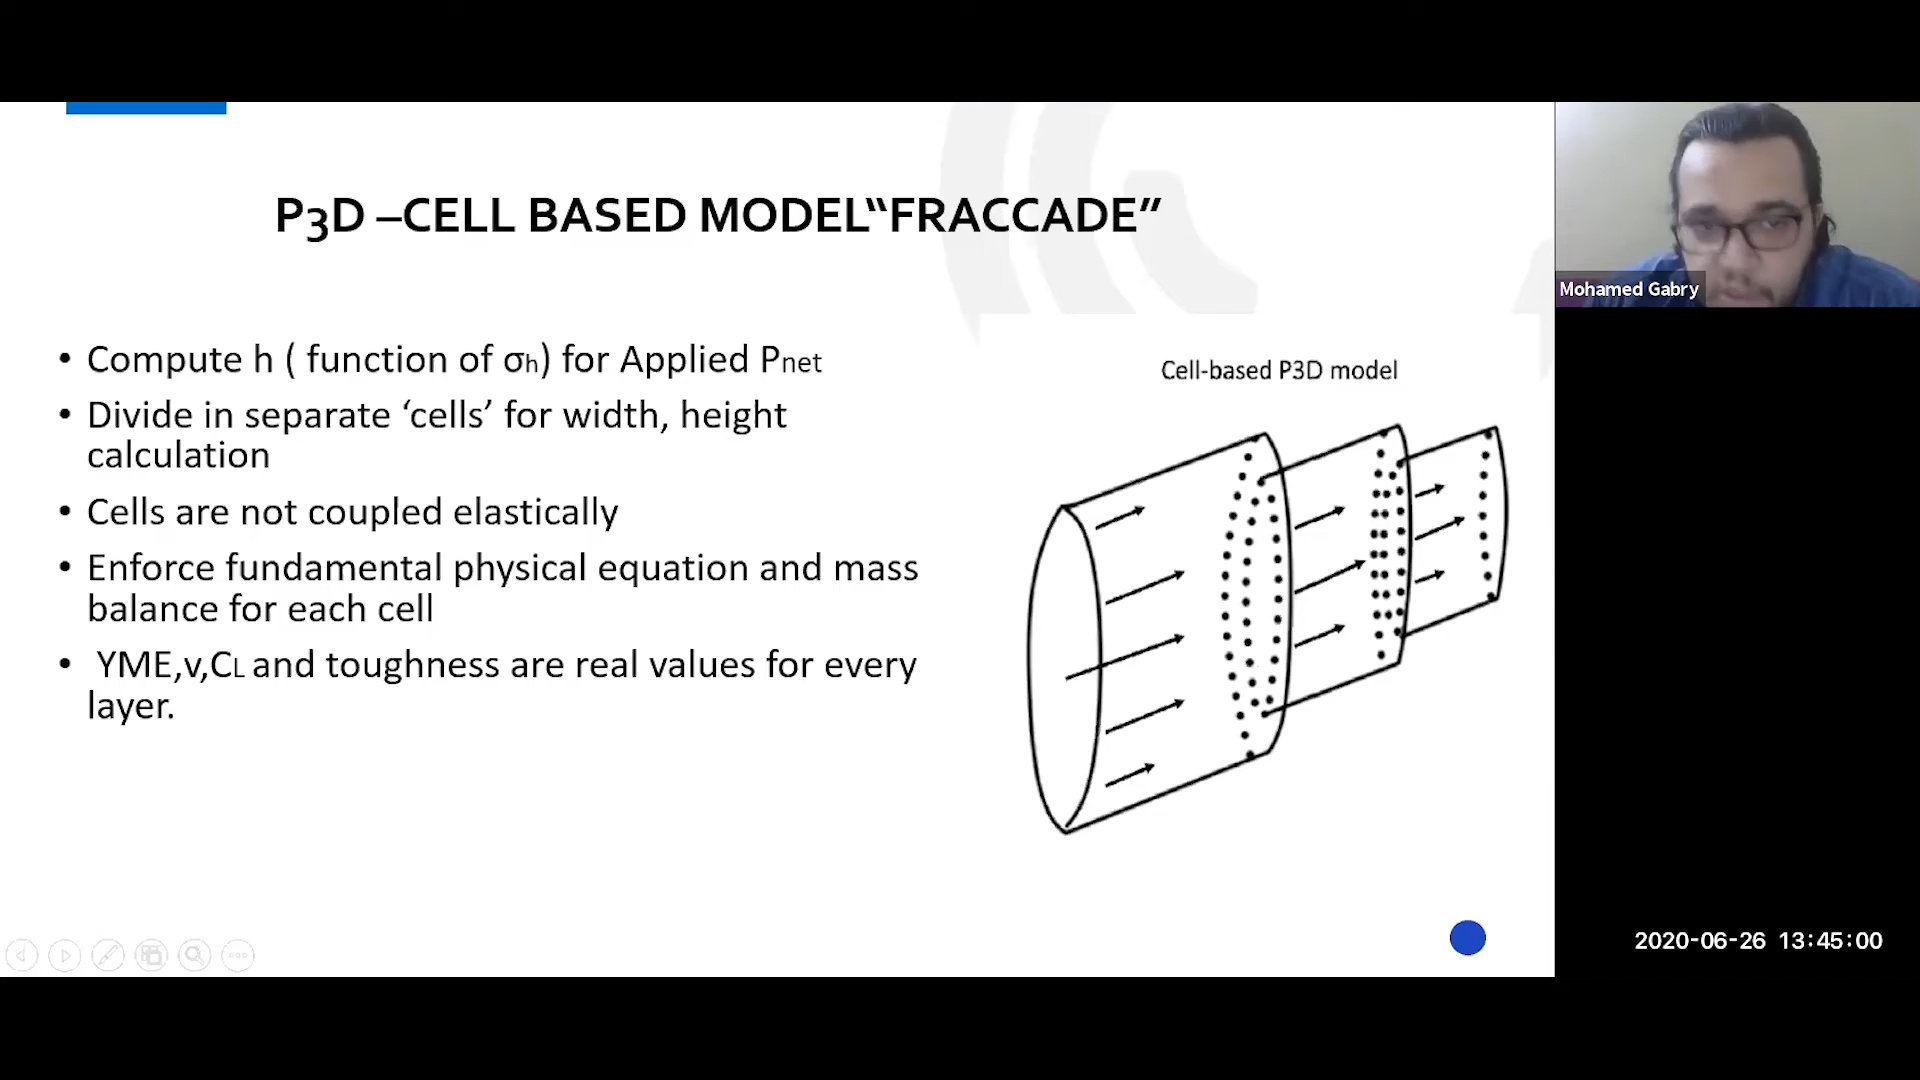 P3D –CELL BASED MODEL“FRACCADE”
• Compute h ( function of σh) for Applied Pnet
• Divide in separate ‘cells’ for width, height
calculation
• Cells are not coupled elastically
• Enforce fundamental physical equation and mass
balance for each cell
• YME,v,CL and toughness are real values for every
layer.
Cell-based P3D model
Mohamed Gabry
2020-06-26 13:45:00